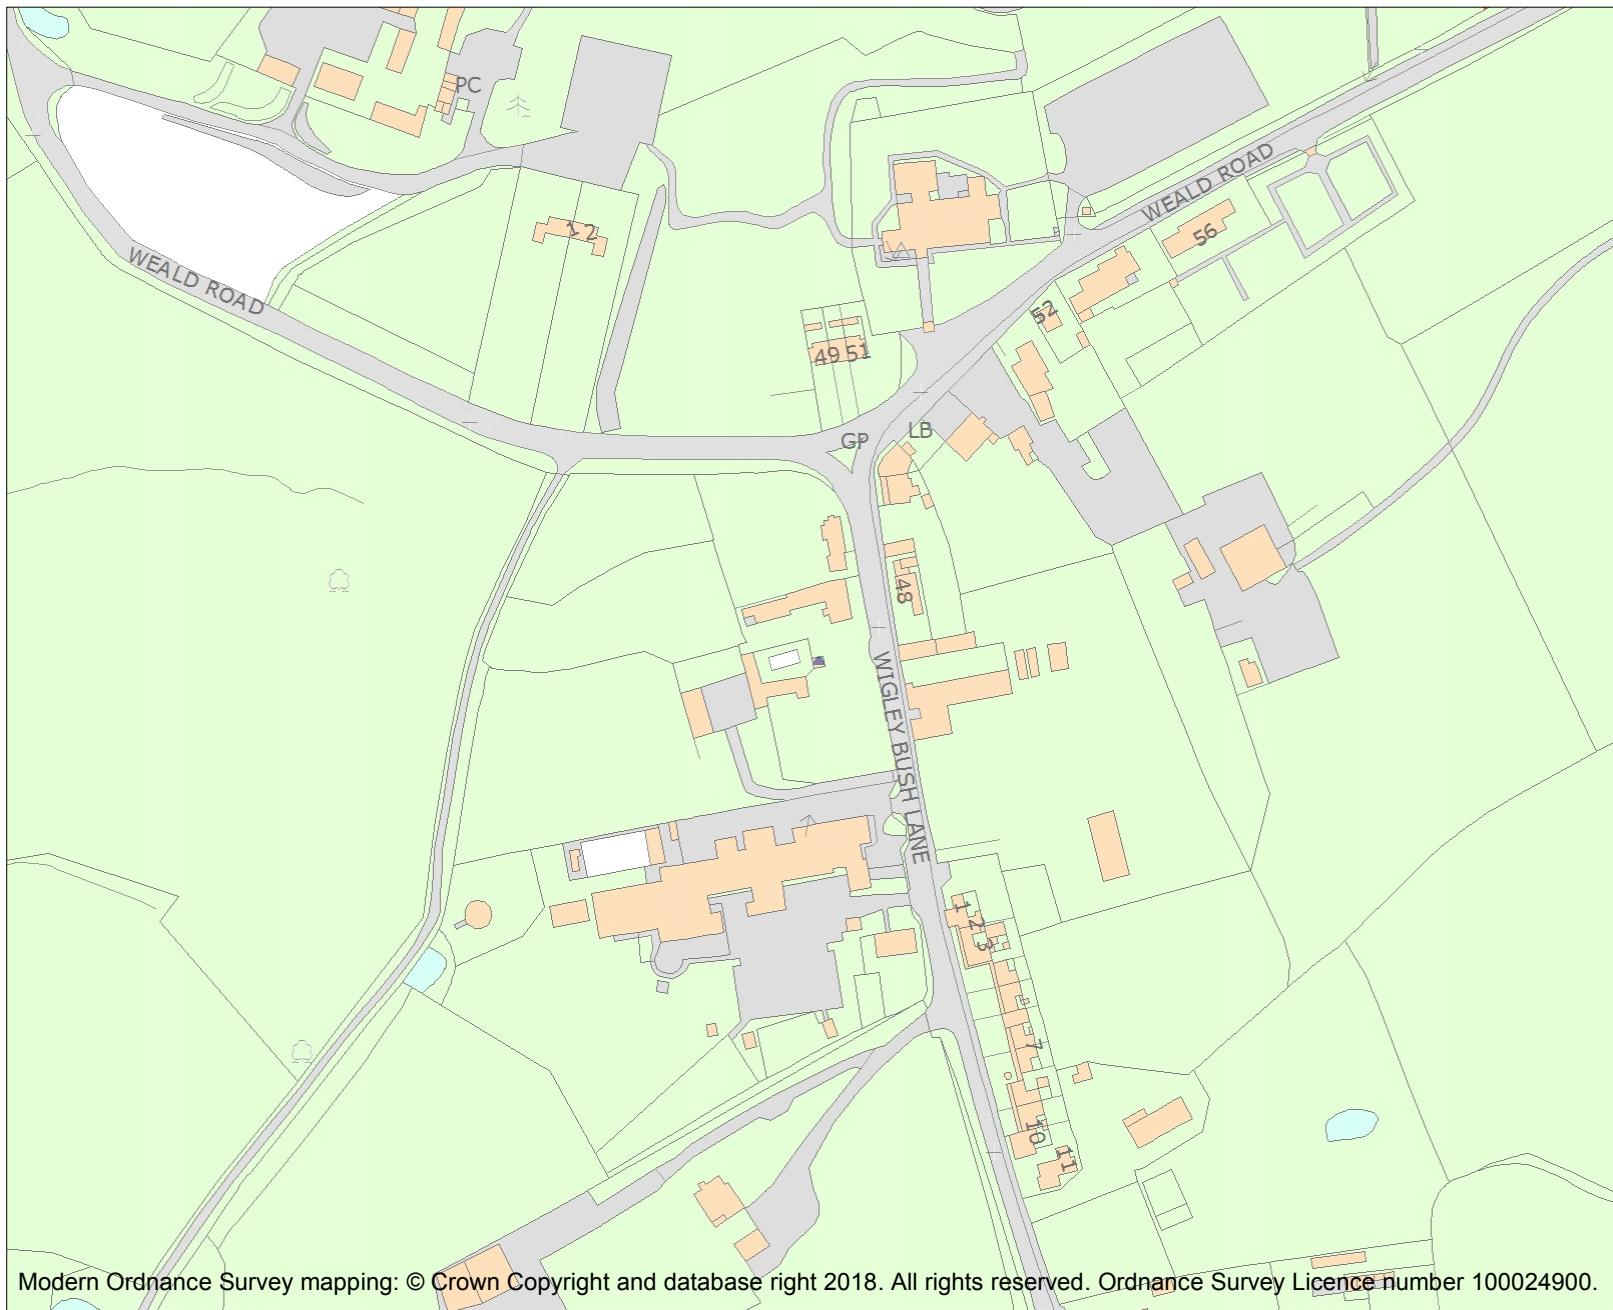 PC
WEALD ROAD
56
1 2
WEALD ROAD
52
49 51
LB
GP
48
WIGLEY BUSH LANE
1
2
3
7
10
11
Modern Ordnance Survey mapping: © Crown Copyright and database right 2018. All rights reserved. Ordnance Survey Licence number 100024900.